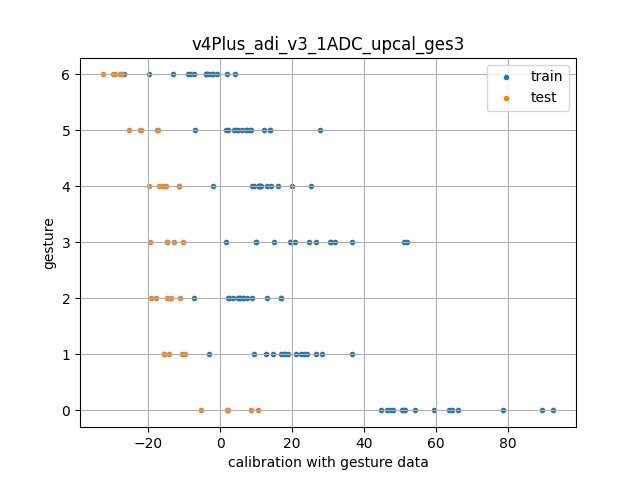 v4Plus_adi_v3_1ADC_upcal_ges3
train
test
6
5
4
3
2
1
0
gesture
−20
0
20
40
60
80
calibration with gesture data